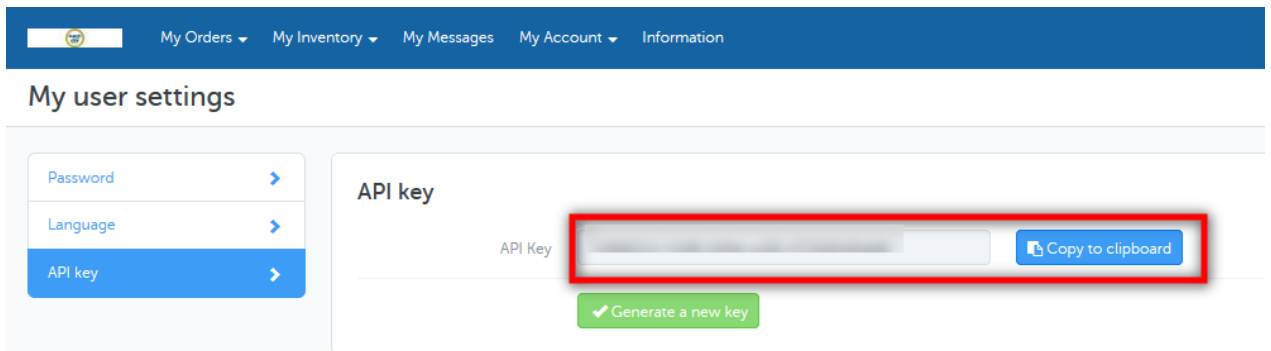 My Orders My Inventory My Messages My Account Information
My user settings
Password
Language
API key
API key
API Key Copy to clipboard
Generate a new key